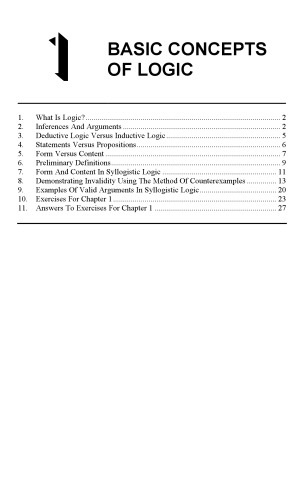 1
BASIC CONCEPTS
OF LOGIC
1. What Is Logic? ........ 2
2. Inferences And Arguments ........ 2
3. Deductive Logic Versus Inductive Logic ........ 5
4. Statements Versus Propositions ........ 6
5. Form Versus Content ........ 7
6. Preliminary Definitions ........ 9
7. Form And Content In Syllogistic Logic ........ 11
8. Demonstrating Invalidity Using The Method Of Counterexamples ........ 13
9. Examples Of Valid Arguments In Syllogistic Logic ........ 20
10. Exercises For Chapter 1 ........ 23
11. Answers To Exercises For Chapter 1 ........ 27